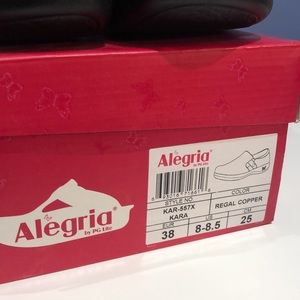 Alegria
by PG Lite
Alegria®
by PG Lite
STYLE NO.
COLOR
KAR-557X
KARA
REGAL COPPER
EUR
US
CM
38
8-8.5
25